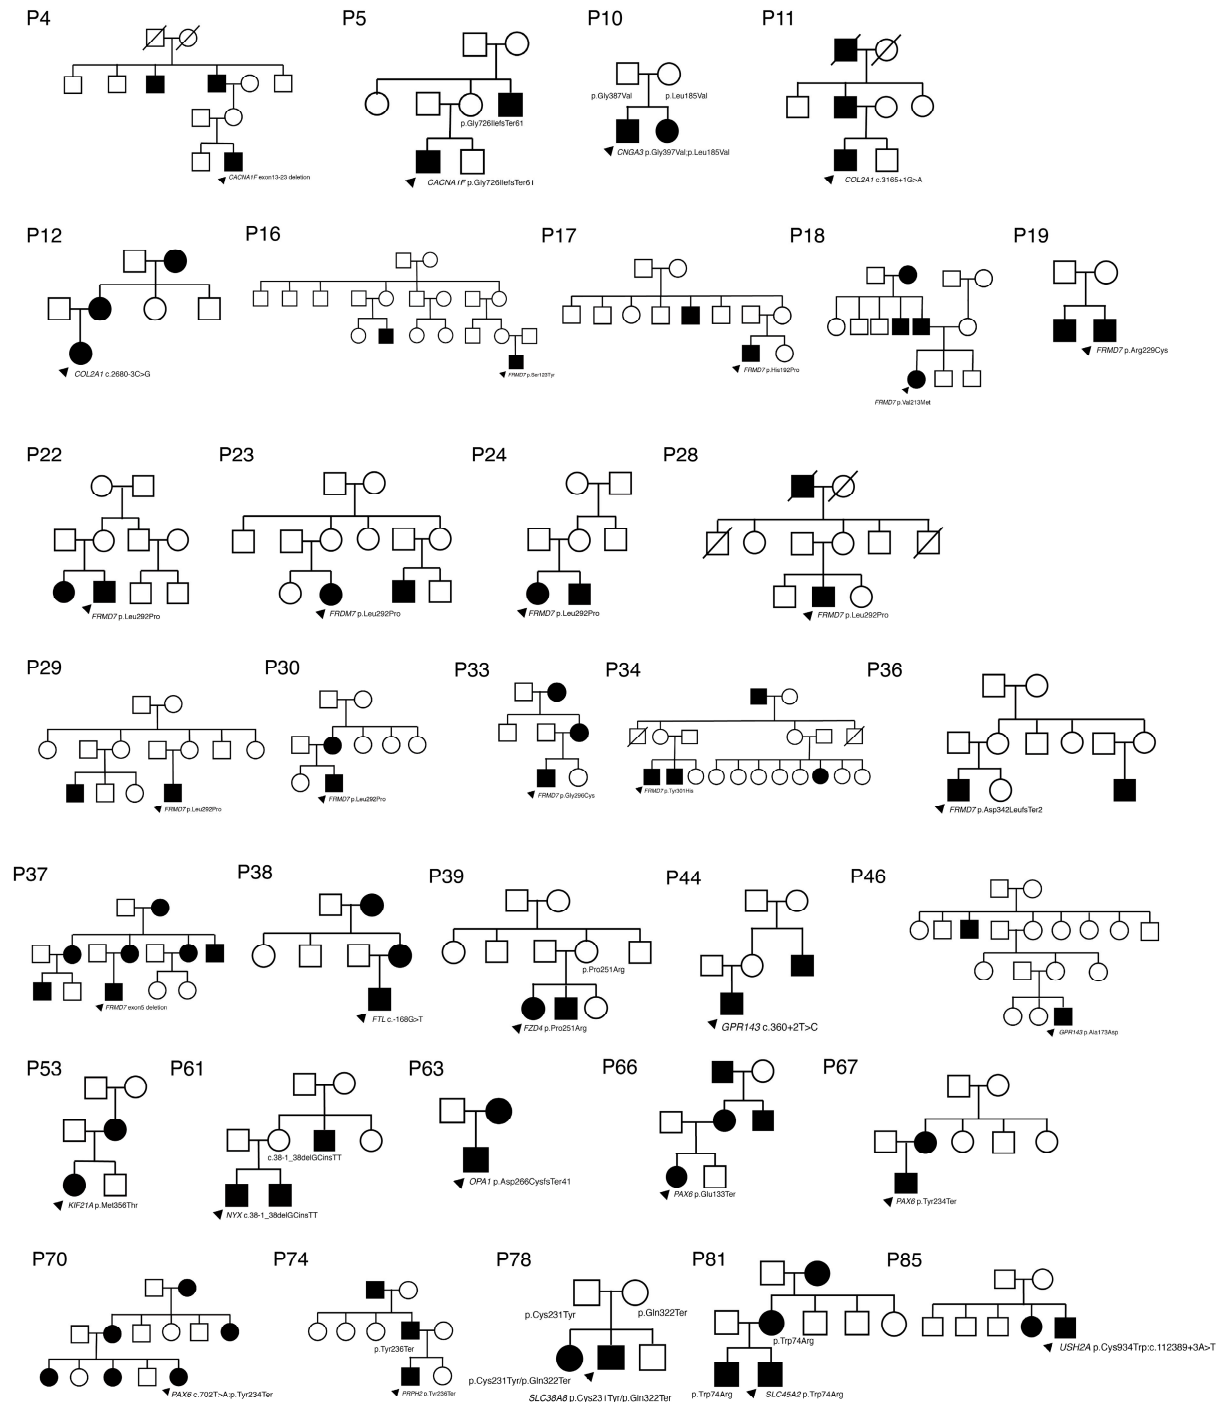 P4
P5
P10
P11
p.Gly387Val
p.Leu185Val
p.Gly726IlefsTer61
CACNA1F exon13-23 deletion
CACNA1F p.Gly726IlefsTer61
CNGA3 p.Gly397Val;p.Leu185Val
COL2A1 c.3165+1G>A
P12
P16
P17
P18
P19
COL2A1 c.2680-3C>G
FRMD7 p.Ser123Tyr
FRMD7 p.His192Pro
FRMD7 p.Val213Met
FRMD7 p.Arg229Cys
P22
P23
P24
P28
FRMD7 p.Leu292Pro
FRDM7 p.Leu292Pro
FRMD7 p.Leu292Pro
FRMD7 p.Leu292Pro
P29
P30
P33
P34
P36
FRMD7 p.Leu292Pro
FRMD7 p.Leu292Pro
FRMD7 p.Gly296Cys
FRMD7 p.Tyr301His
FRMD7 p.Asp342LeufsTer2
P37
P38
P39
P44
P46
p.Pro251Arg
FRMD7 exon5 deletion
FTL c.-168G>T
FZD4 p.Pro251Arg
GPR143 c.360+2T>C
GPR143 p.Ala173Asp
P53
P61
P63
P66
P67
c.38-1_38delGCinsTT
KIF21A p.Met356Thr
NYX c.38-1_38delGCinsTT
OPA1 p.Asp266CysfsTer41
PAX6 p.Glu133Ter
PAX6 p.Tyr234Ter
P70
P74
P78
P81
P85
p.Tyr236Ter
p.Cys231Tyr
p.Gln322Ter
p.Trp74Arg
PAX6 c.702T>A:p.Tyr234Ter
PRPH2 p.Tyr236Ter
p.Cys231Tyr/p.Gln322Ter
SLC38A8 p.Cys231Tyr/p.Gln322Ter
p.Trp74Arg
SLC45A2 p.Trp74Arg
USH2A p.Cys934Trp:c.112389+3A>T